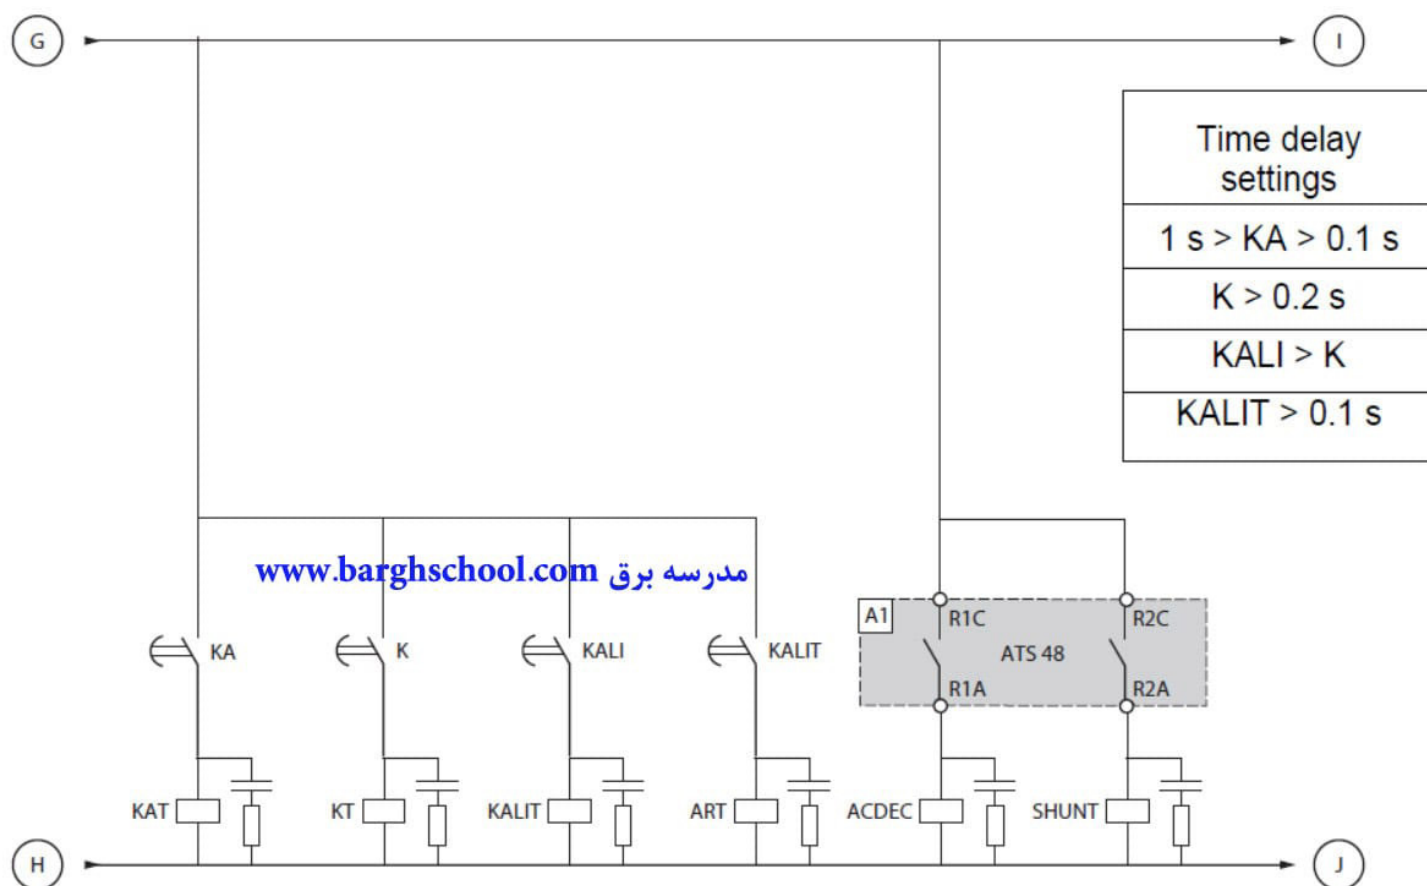 G
I
Time delay
settings
1 s > KA > 0.1 s
K > 0.2 s
KALI > K
KALIT > 0.1 s
www.barghschool.com مدرسه برق
A1
R1C
R2C
KA
K
KALI
KALIT
ATS 48
R1A
R2A
KAT
KT
KALIT
ART
ACDEC
SHUNT
H
J